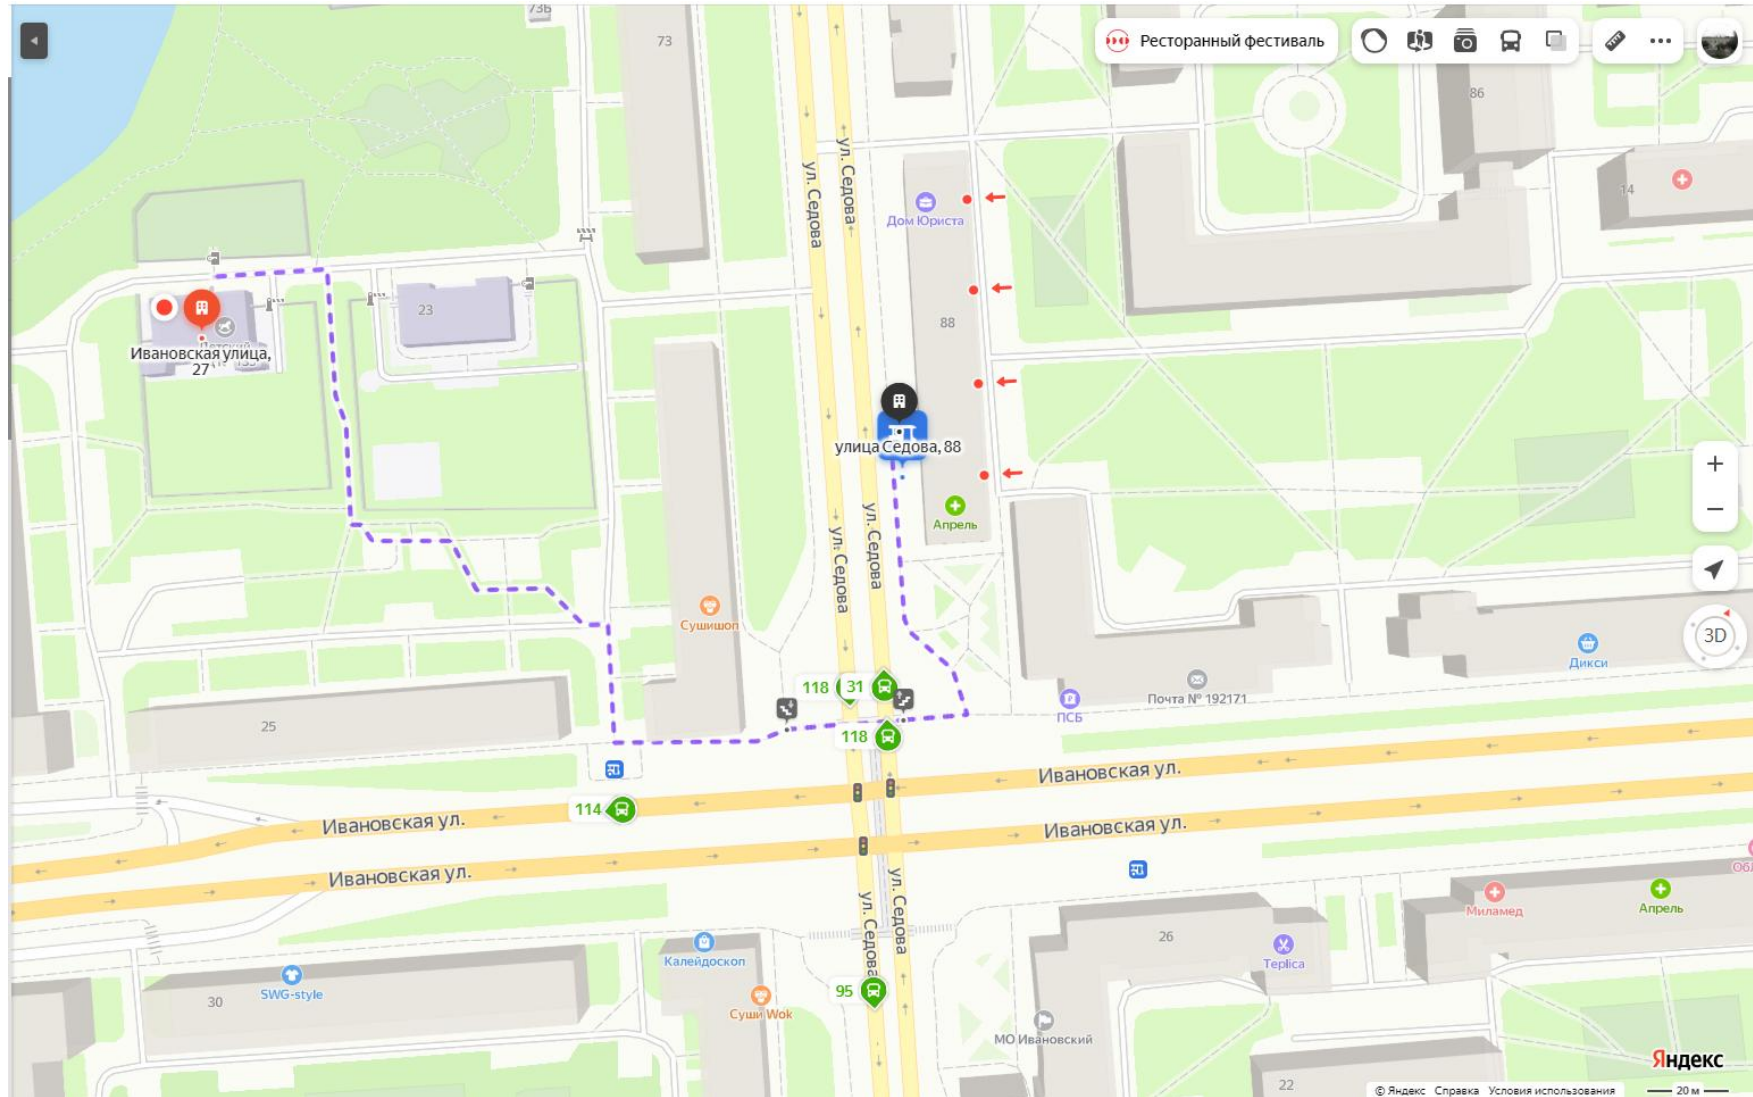 73Б
73
Ресторанный фестиваль
86
ул. Седова
ул. Седова
14
Дом Юриста
23
88
Ивановская улица,
27
улица Седова, 88
Апрель
ул. Седова
ул. Седова
Сушишоп
3D
Дикси
118
31
Почта № 192171
ПСБ
25
118
Ивановская ул.
114
Ивановская ул.
Ивановская ул.
Ивановская ул.
ул. Седова
ул. Седова
Миламед
Апрель
26
Teplica
Калейдоскоп
SWG-style
30
95
Суши Wok
МО Ивановский
22
Яндекс
© Яндекс Справка Условия использования 20 м